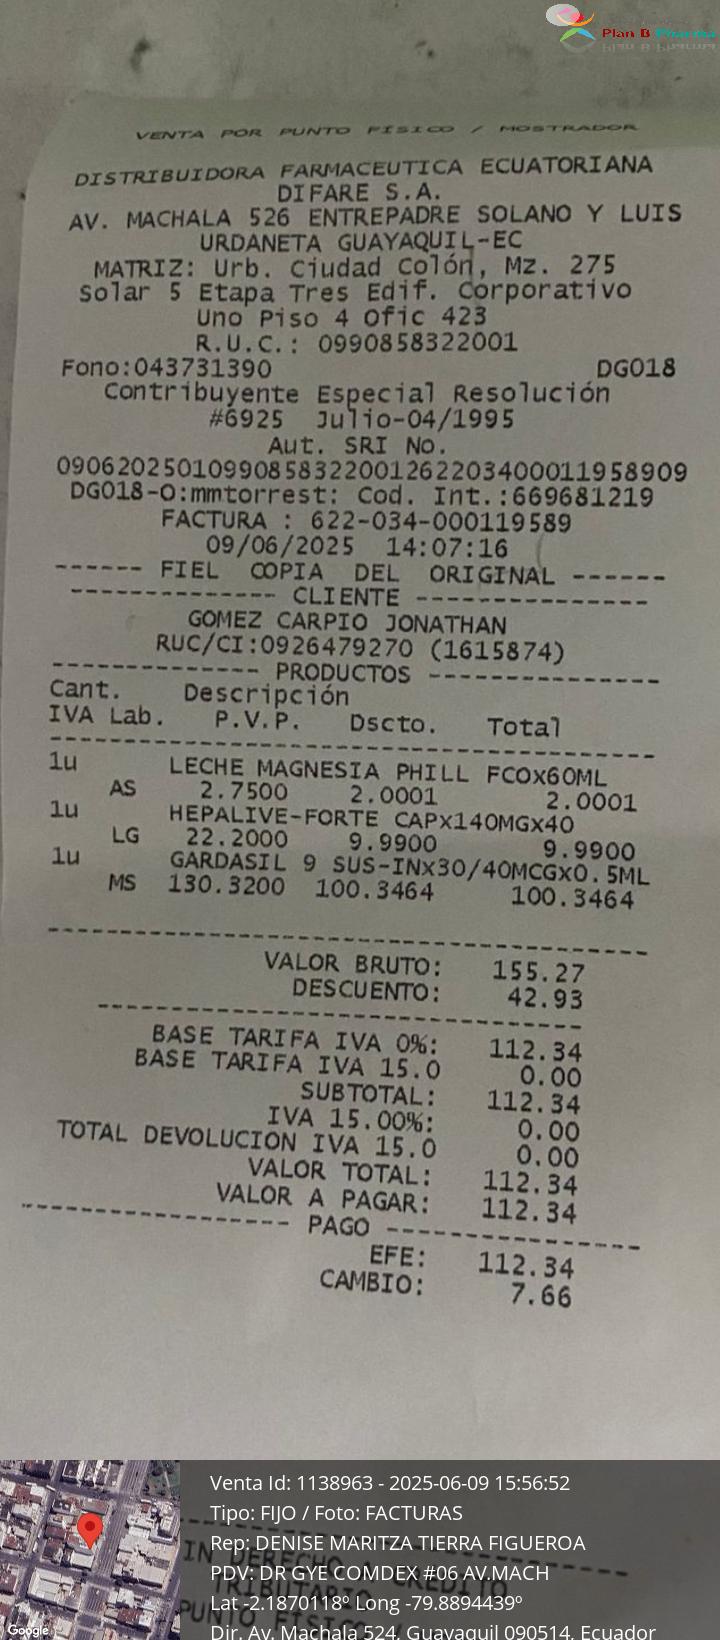 Plan B Pharma
VENTA POR PUNTO FISICO / MOSTRADOR
DISTRIBUIDORA FARMACEUTICA ECUATORIANA
DIFARE S.A.
AV. MACHALA 526 ENTREPADRE SOLANO Y LUIS
URDANETA GUAYAQUIL-EC
MATRIZ: Urb. Ciudad Colón, Mz. 275
Solar 5 Etapa Tres Edif. Corporativo
Uno Piso 4 Ofic 423
R.U.C.: 0990858322001
Fono:043731390 DG018
Contribuyente Especial Resolución
#6925 Julio-04/1995
Aut. SRI No.
0906202501099085832200126220340001195890​9
DG018-O:mmtorrest: Cod. Int.:669681219
FACTURA : 622-034-000119589
09/06/2025 14:07:16
------ FIEL COPIA DEL ORIGINAL ------
-------------- CLIENTE ---------------
GOMEZ CARPIO JONATHAN
RUC/CI:0926479270 (1615874)
-------------- PRODUCTOS ---------------
Cant. Descripción
IVA Lab. P.V.P. Dscto. Total
1u LECHE MAGNESIA PHILL FCOx60ML
AS 2.7500 2.0001 2.0001
1u HEPALIVE-FORTE CAPx140MGx40
LG 22.2000 9.9900 9.9900
1u GARDASIL 9 SUS-INx30/40MCGx0.5ML
MS 130.3200 100.3464 100.3464
VALOR BRUTO: 155.27
DESCUENTO: 42.93
BASE TARIFA IVA 0%: 112.34
BASE TARIFA IVA 15.0 0.00
SUBTOTAL: 112.34
IVA 15.00%: 0.00
TOTAL DEVOLUCION IVA 15.0 0.00
VALOR TOTAL: 112.34
VALOR A PAGAR: 112.34
----------------- PAGO ----------------
EFE: 112.34
CAMBIO: 7.66
Venta Id: 1138963 - 2025-06-09 15:56:52
Tipo: FIJO / Foto: FACTURAS
Rep: DENISE MARITZA TIERRA FIGUEROA
PDV: DR GYE COMDEX #06 AV.MACH
Lat -2.1870118º Long -79.8894439º
Dir. Av. Machala 524, Guayaquil 090514, Ecuador
IN DERECHO A CREDITO
TRIBUTARIO
PUNTO FISICO
Google